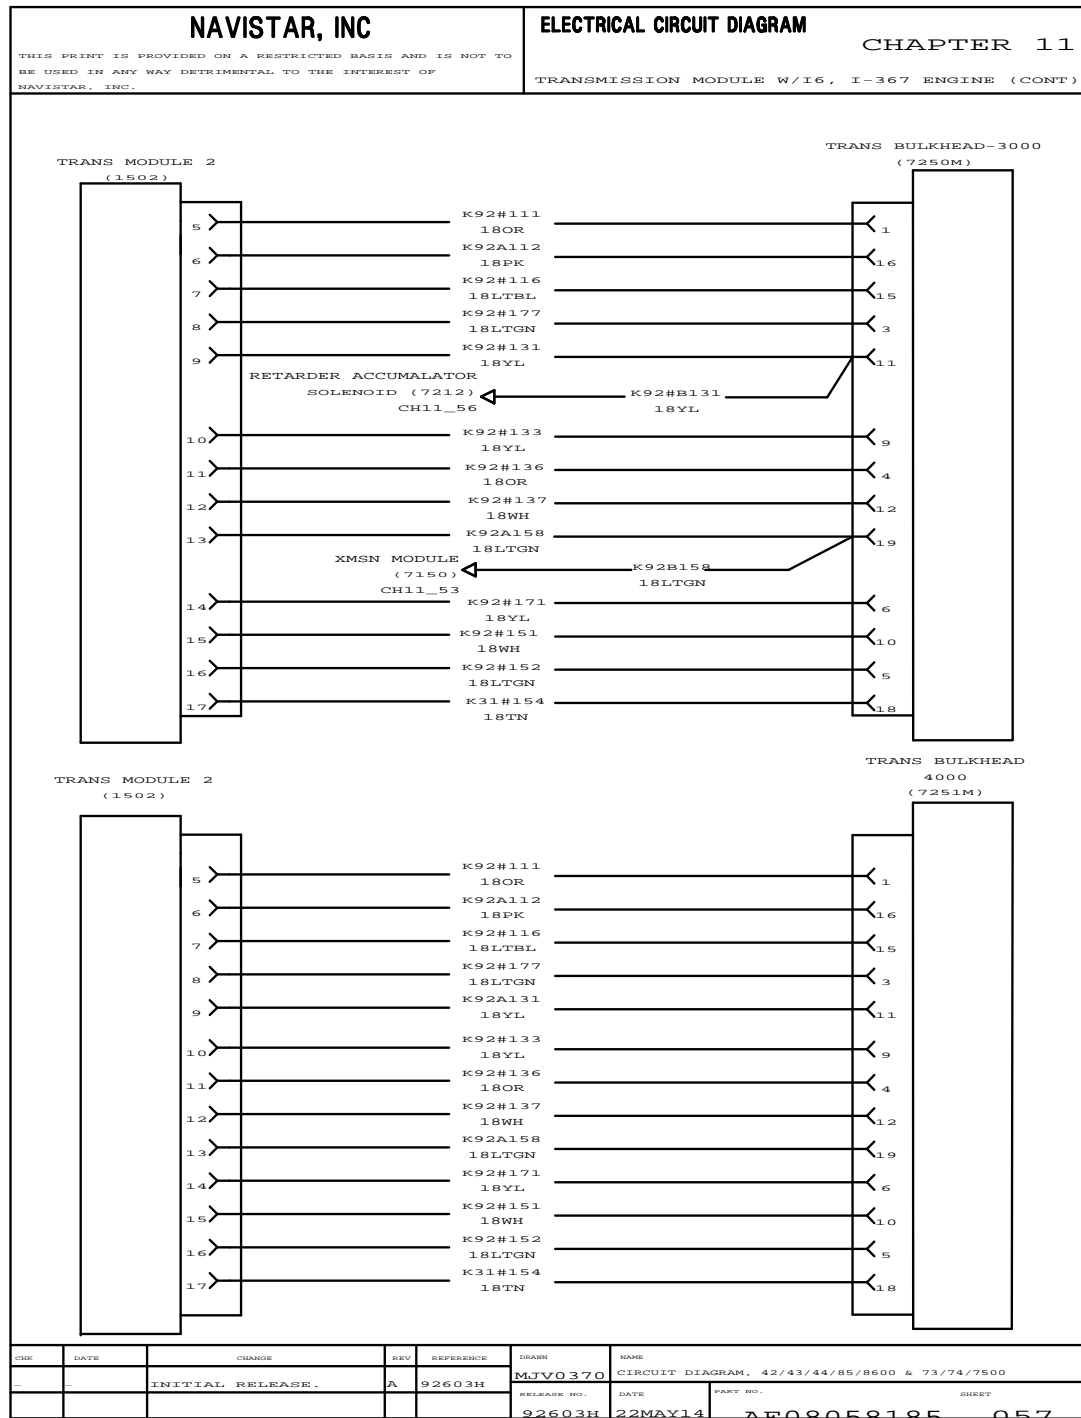 NAVISTAR, INC
THIS PRINT IS PROVIDED ON A RESTRICTED BASIS AND IS NOT TO
BE USED IN ANY WAY DETRIMENTAL TO THE INTEREST OF
NAVISTAR, INC.
ELECTRICAL CIRCUIT DIAGRAM
CHAPTER 11
TRANSMISSION MODULE W/I6, I-367 ENGINE (CONT)
TRANS MODULE 2
(1502)
TRANS BULKHEAD-3000
(7250M)
5 K92#111 1
18OR
6 K92A112 16
18PK
7 K92#116 15
18LTBL
8 K92#177 3
18LTGN
9 K92#131 11
18YL
RETARDER ACCUMALATOR
SOLENOID (7212) K92#B131
CH11_56 18YL
10 K92#133 9
18YL
11 K92#136 4
18OR
12 K92#137 12
18WH
13 K92A158 19
18LTGN
XMSN MODULE
(7150) K92B158
CH11_53 18LTGN
14 K92#171 6
18YL
15 K92#151 10
18WH
16 K92#152 5
18LTGN
17 K31#154 18
18TN
TRANS MODULE 2
(1502)
TRANS BULKHEAD
4000
(7251M)
5 K92#111 1
18OR
6 K92A112 16
18PK
7 K92#116 15
18LTBL
8 K92#177 3
18LTGN
9 K92A131 11
18YL
10 K92#133 9
18YL
11 K92#136 4
18OR
12 K92#137 12
18WH
13 K92A158 19
18LTGN
14 K92#171 6
18YL
15 K92#151 10
18WH
16 K92#152 5
18LTGN
17 K31#154 18
18TN
CHK DATE CHANGE REV REFERENCE DRAWN NAME
- - INITIAL RELEASE. A 92603H MJV0370 CIRCUIT DIAGRAM, 42/43/44/85/8600 & 73/74/7500
RELEASE NO. DATE PART NO. SHEET
92603H 22MAY14 AF08058185 057